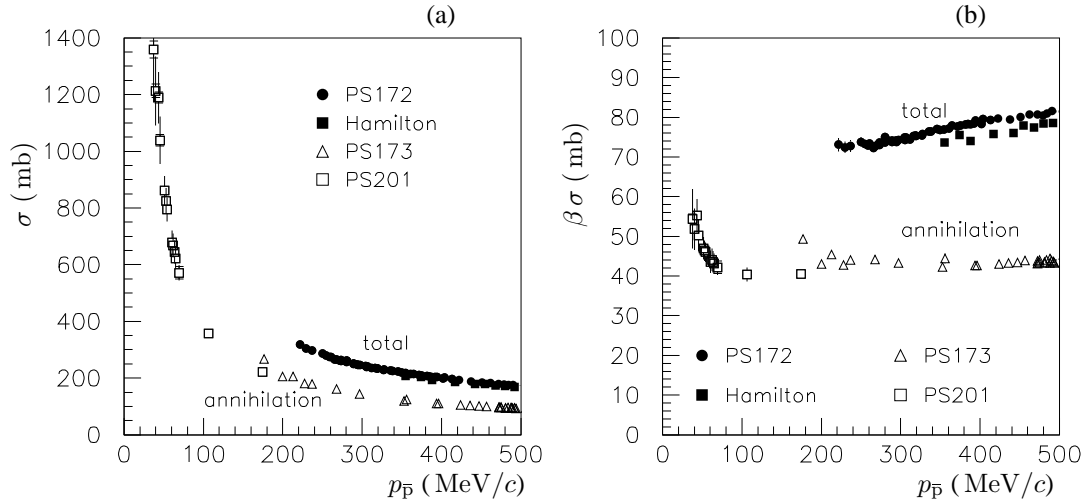 (a)
σ (mb)
1400
1200
1000
800
600
400
200
0
PS172
Hamilton
PS173
PS201
total
annihilation
0 100 200 300 400 500
p_p̅ (MeV/c)
(b)
β σ (mb)
100
90
80
70
60
50
40
30
20
10
0
total
annihilation
PS172 PS173
Hamilton PS201
0 100 200 300 400 500
p_p̅ (MeV/c)